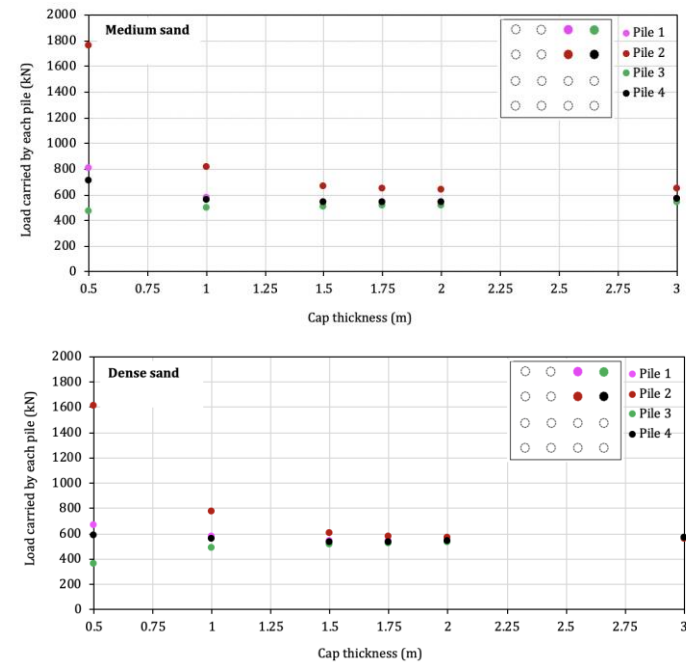 Medium sand
Pile 1
Pile 2
Pile 3
Pile 4
Load carried by each pile (kN)
2000
1800
1600
1400
1200
1000
800
600
400
200
0
0.5 0.75 1 1.25 1.5 1.75 2 2.25 2.5 2.75 3
Cap thickness (m)
Dense sand
Pile 1
Pile 2
Pile 3
Pile 4
Load carried by each pile (kN)
2000
1800
1600
1400
1200
1000
800
600
400
200
0
0.5 0.75 1 1.25 1.5 1.75 2 2.25 2.5 2.75 3
Cap thickness (m)